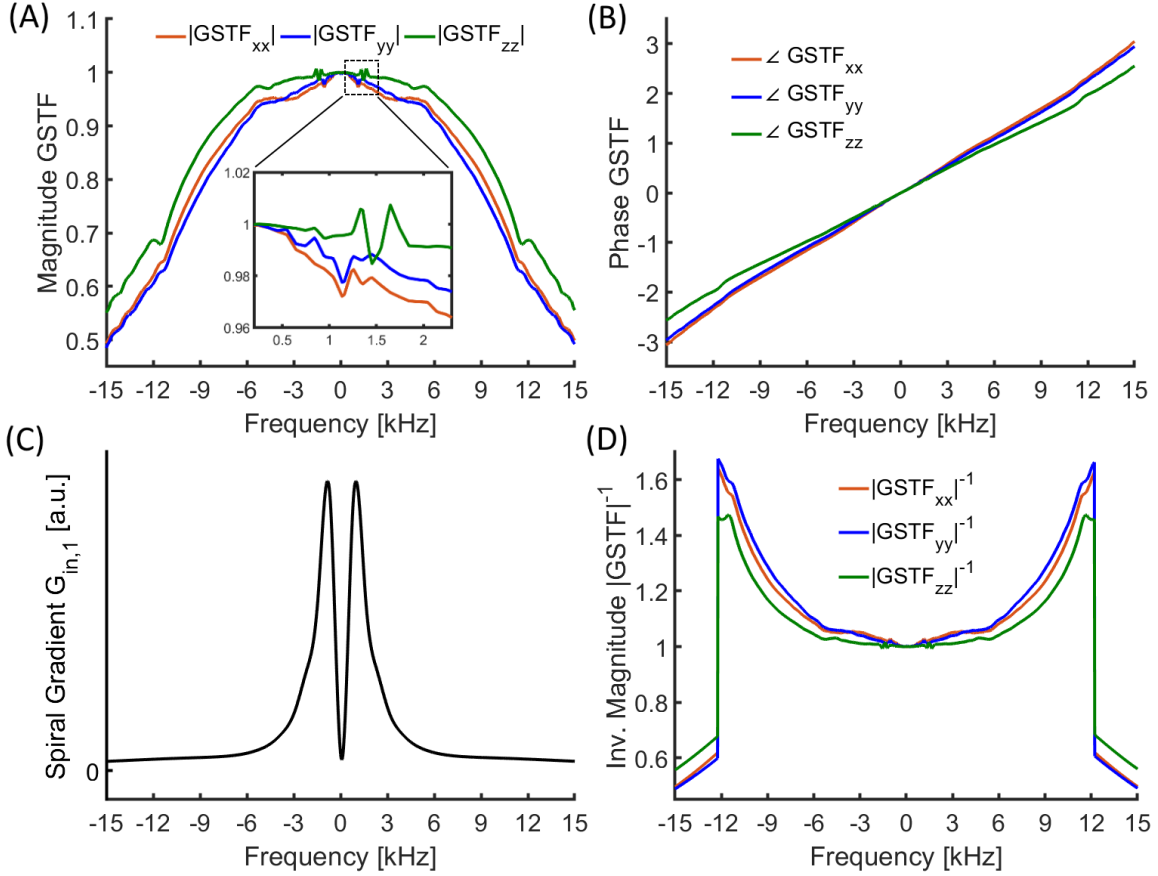 (A)
1.1
1
0.9
0.8
0.7
0.6
0.5
Magnitude GSTF
|GSTFxx| |GSTFyy| |GSTFzz|
1.02
1
0.98
0.96
0.5 1 1.5 2
-15 -12 -9 -6 -3 0 3 6 9 12 15
Frequency [kHz]
(B)
3
2
1
0
-1
-2
-3
Phase GSTF
∠ GSTFxx
∠ GSTFyy
∠ GSTFzz
-15 -12 -9 -6 -3 0 3 6 9 12 15
Frequency [kHz]
(C)
Spiral Gradient Gin,1 [a.u.]
0
-15 -12 -9 -6 -3 0 3 6 9 12 15
Frequency [kHz]
(D)
1.6
1.4
1.2
1
0.8
0.6
Inv. Magnitude |GSTF|-1
|GSTFxx|-1
|GSTFyy|-1
|GSTFzz|-1
-15 -12 -9 -6 -3 0 3 6 9 12 15
Frequency [kHz]